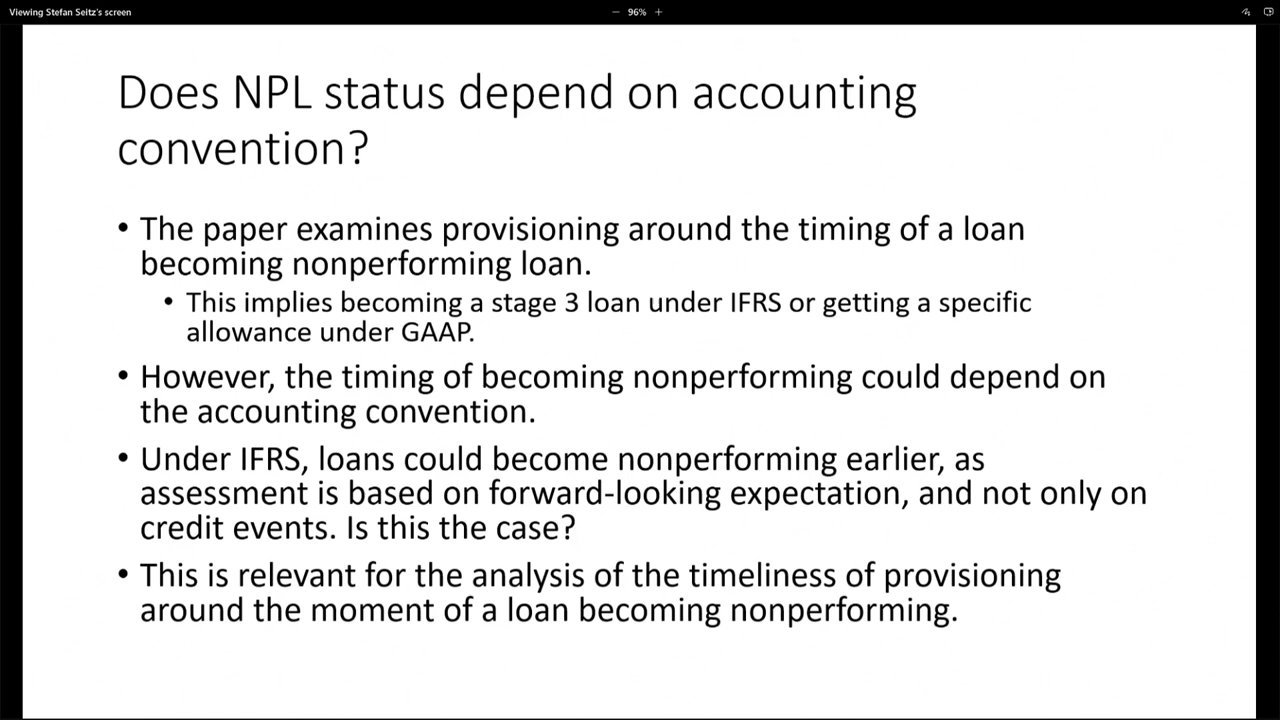 Viewing Stefan Seitz's screen
− 96% +
Does NPL status depend on accounting
convention?
• The paper examines provisioning around the timing of a loan
becoming nonperforming loan.
• This implies becoming a stage 3 loan under IFRS or getting a specific
allowance under GAAP.
• However, the timing of becoming nonperforming could depend on
the accounting convention.
• Under IFRS, loans could become nonperforming earlier, as
assessment is based on forward-looking expectation, and not only on
credit events. Is this the case?
• This is relevant for the analysis of the timeliness of provisioning
around the moment of a loan becoming nonperforming.